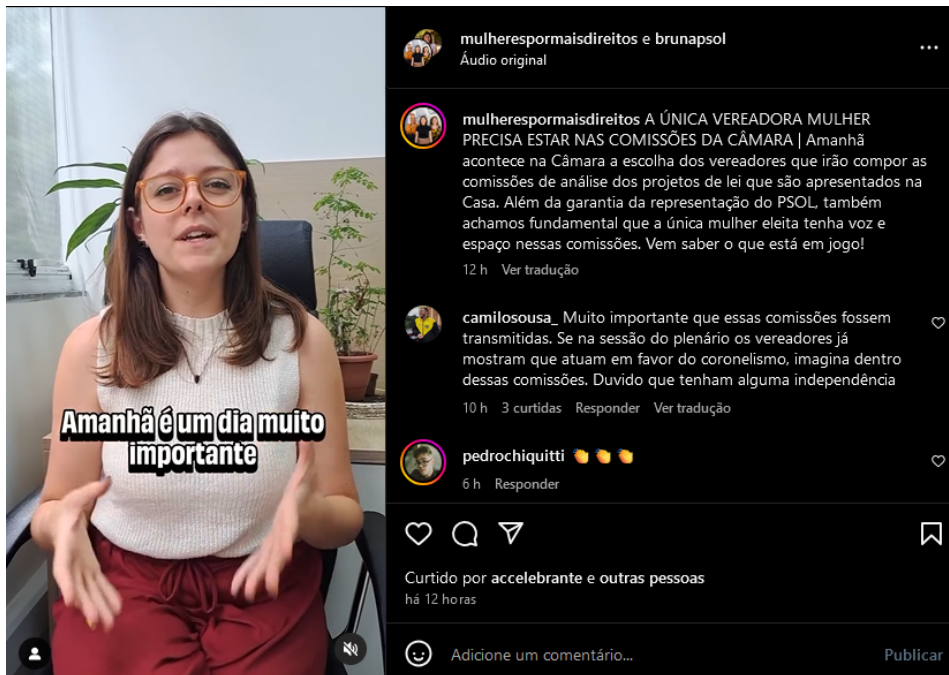 Amanhã é um dia muito
importante
mulherespormaisdireitos e brunapsol
Áudio original
mulherespormaisdireitos A ÚNICA VEREADORA MULHER
PRECISA ESTAR NAS COMISSÕES DA CÂMARA | Amanhã
acontece na Câmara a escolha dos vereadores que irão compor as
comissões de análise dos projetos de lei que são apresentados na
Casa. Além da garantia da representação do PSOL, também
achamos fundamental que a única mulher eleita tenha voz e
espaço nessas comissões. Vem saber o que está em jogo!
12 h Ver tradução
camilosousa_ Muito importante que essas comissões fossem
transmitidas. Se na sessão do plenário os vereadores já
mostram que atuam em favor do coronelismo, imagina dentro
dessas comissões. Duvido que tenham alguma independência
10 h 3 curtidas Responder Ver tradução
pedrochiquitti 👏👏👏
6 h Responder
Curtido por accelebrante e outras pessoas
há 12 horas
Adicione um comentário... Publicar